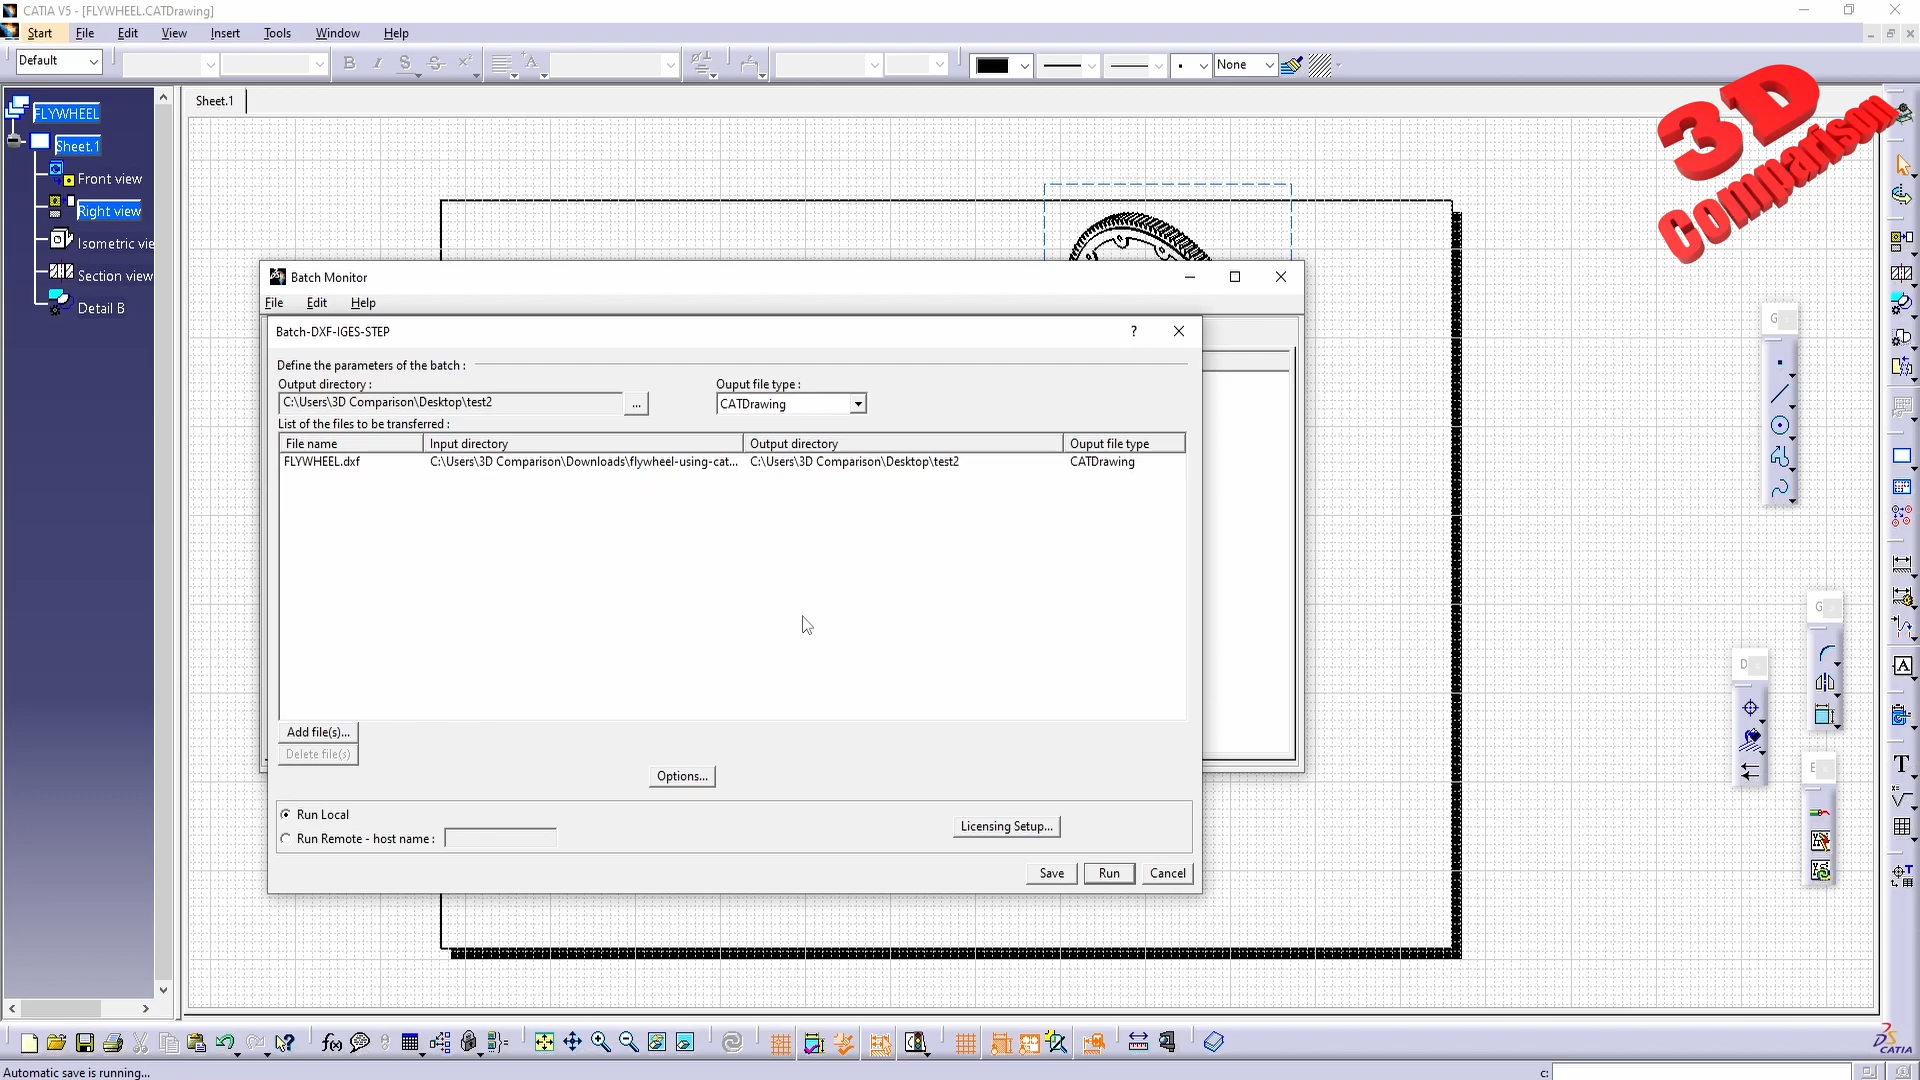 CATIA V5 - [FLYWHEEL.CATDrawing]
Start File Edit View Insert Tools Window Help
Default
B I S S
None
3D
Comparison
FLYWHEEL
Sheet.1
Front view
Right view
Isometric vie
Section view
Detail B
Sheet.1
Batch Monitor
File Edit Help
Batch-DXF-IGES-STEP
?
Define the parameters of the batch :
Output directory :
Ouput file type :
C:\Users\3D Comparison\Desktop\test2
...
CATDrawing
List of the files to be transferred :
File name Input directory Output directory Ouput file type
FLYWHEEL.dxf C:\Users\3D Comparison\Downloads\flywheel-using-cat... C:\Users\3D Comparison\Desktop\test2 CATDrawing
Add file(s)...
Delete file(s)
Options...
Run Local
Run Remote - host name :
Licensing Setup...
Save Run Cancel
G
G
D
E
f(x)
CATIA
Automatic save is running...
c: